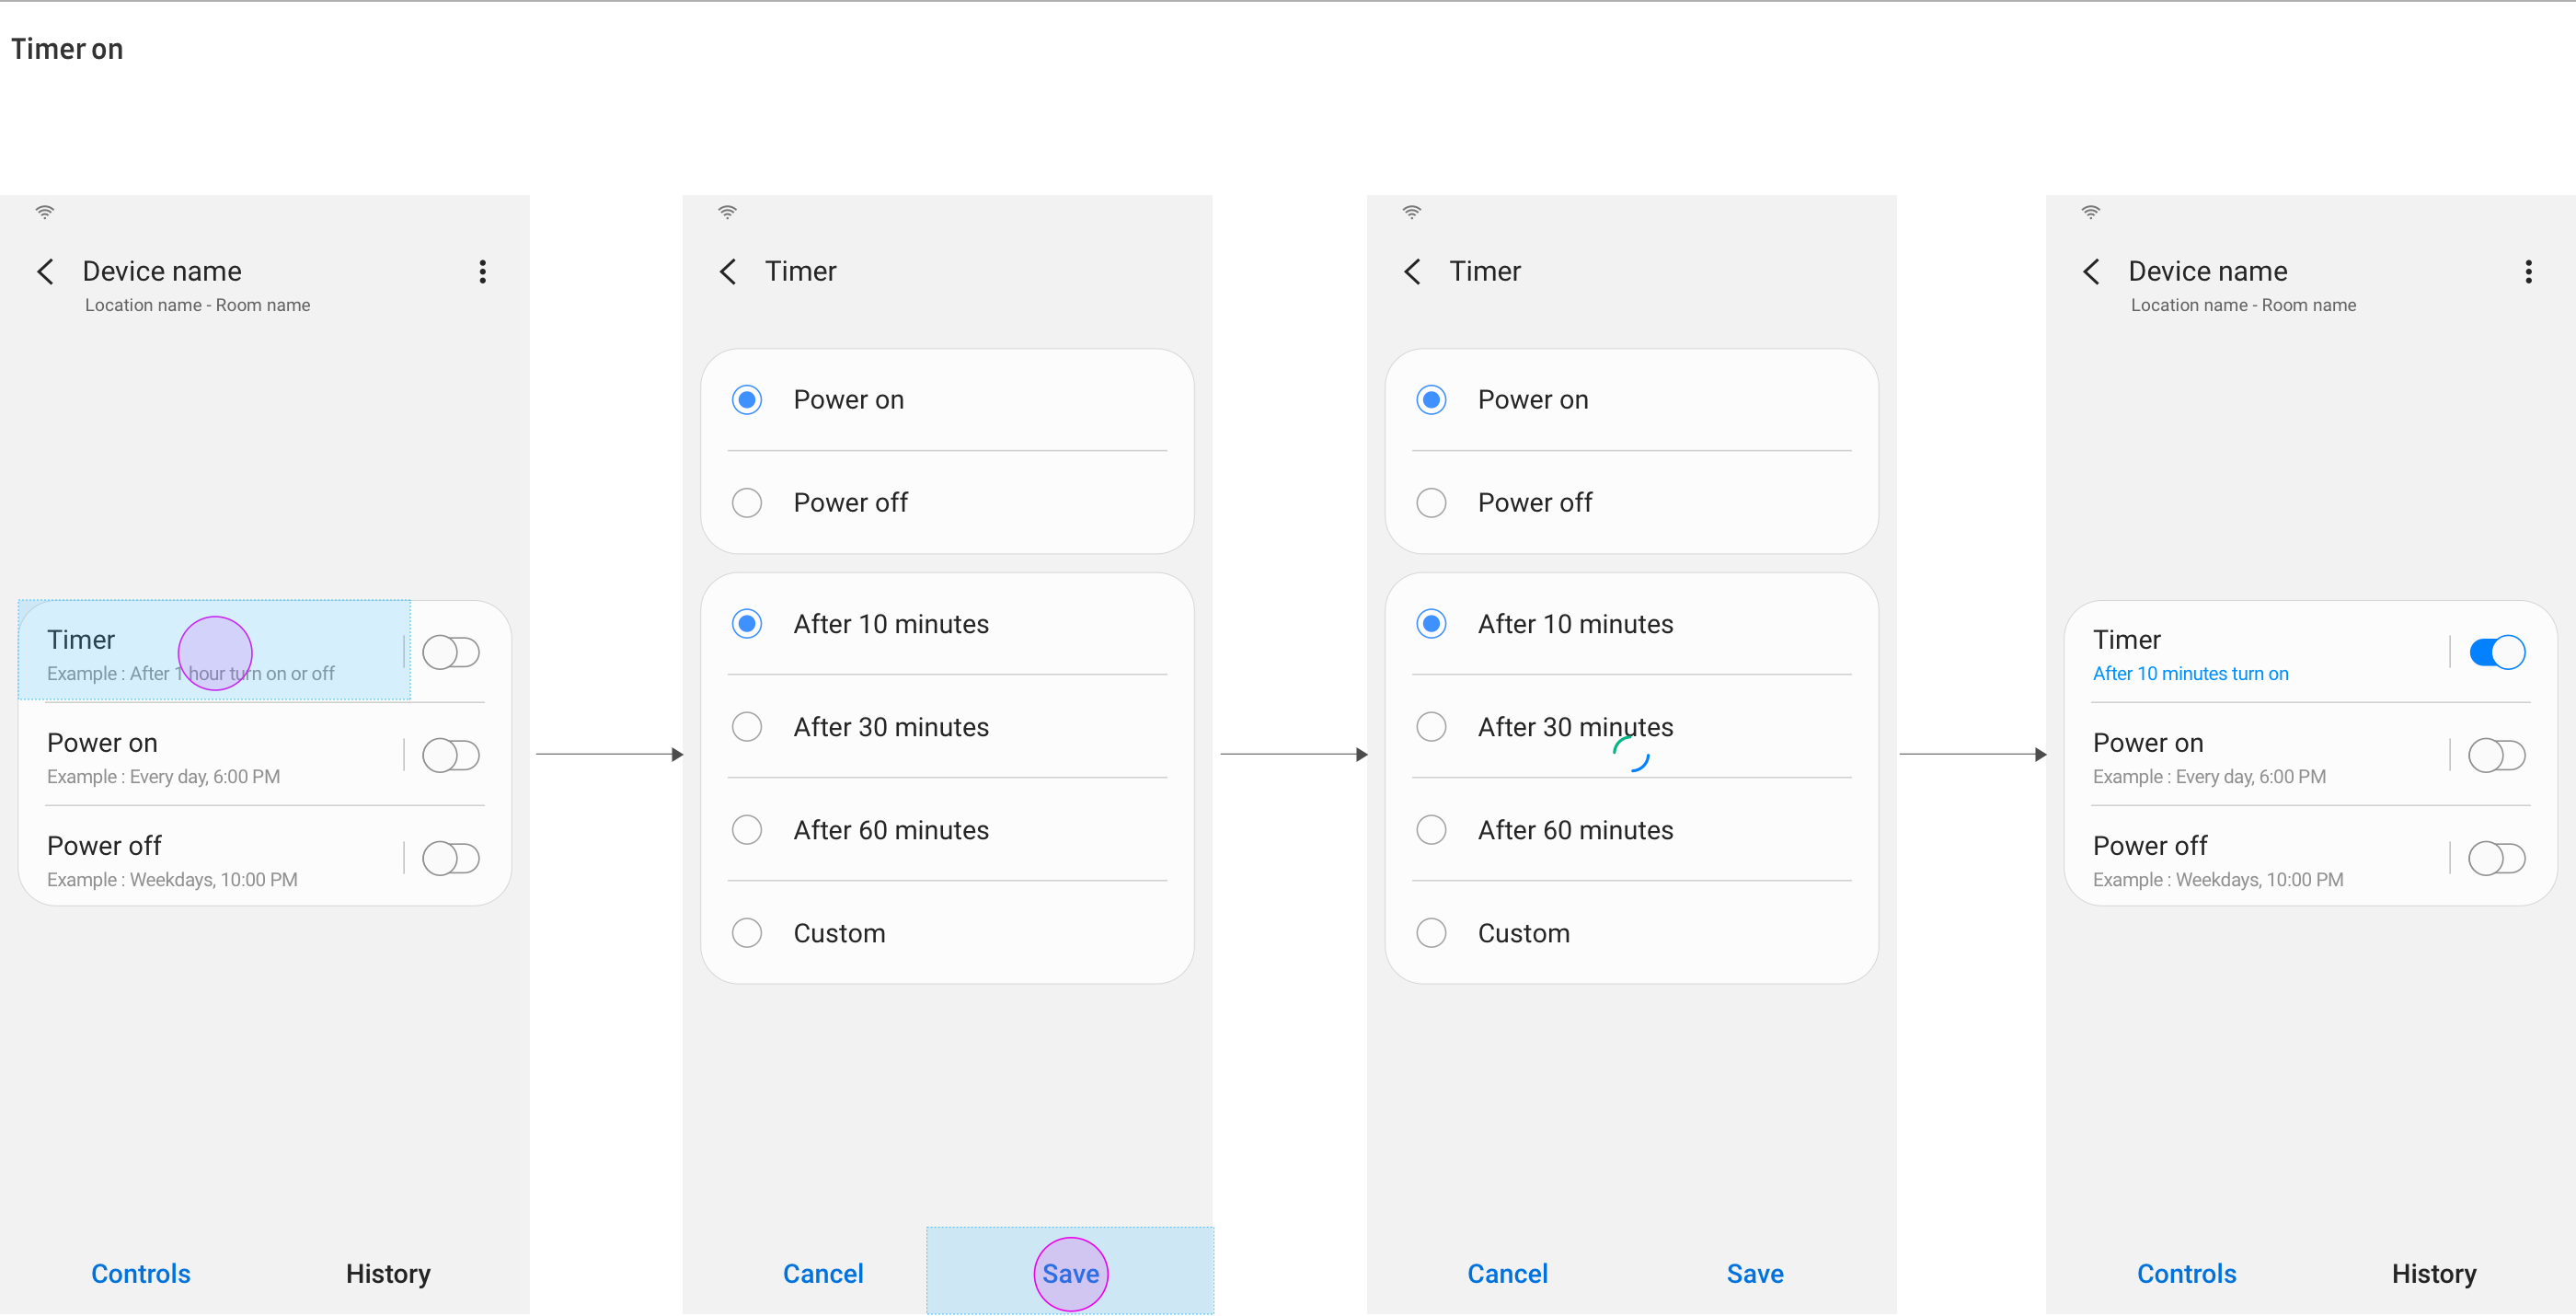 Timer on
Device name
Location name - Room name
Timer
Example : After 1 hour turn on or off
Power on
Example : Every day, 6:00 PM
Power off
Example : Weekdays, 10:00 PM
Controls
History
Timer
Power on
Power off
After 10 minutes
After 30 minutes
After 60 minutes
Custom
Cancel
Save
Timer
Power on
Power off
After 10 minutes
After 30 minutes
After 60 minutes
Custom
Cancel
Save
Device name
Location name - Room name
Timer
After 10 minutes turn on
Power on
Example : Every day, 6:00 PM
Power off
Example : Weekdays, 10:00 PM
Controls
History